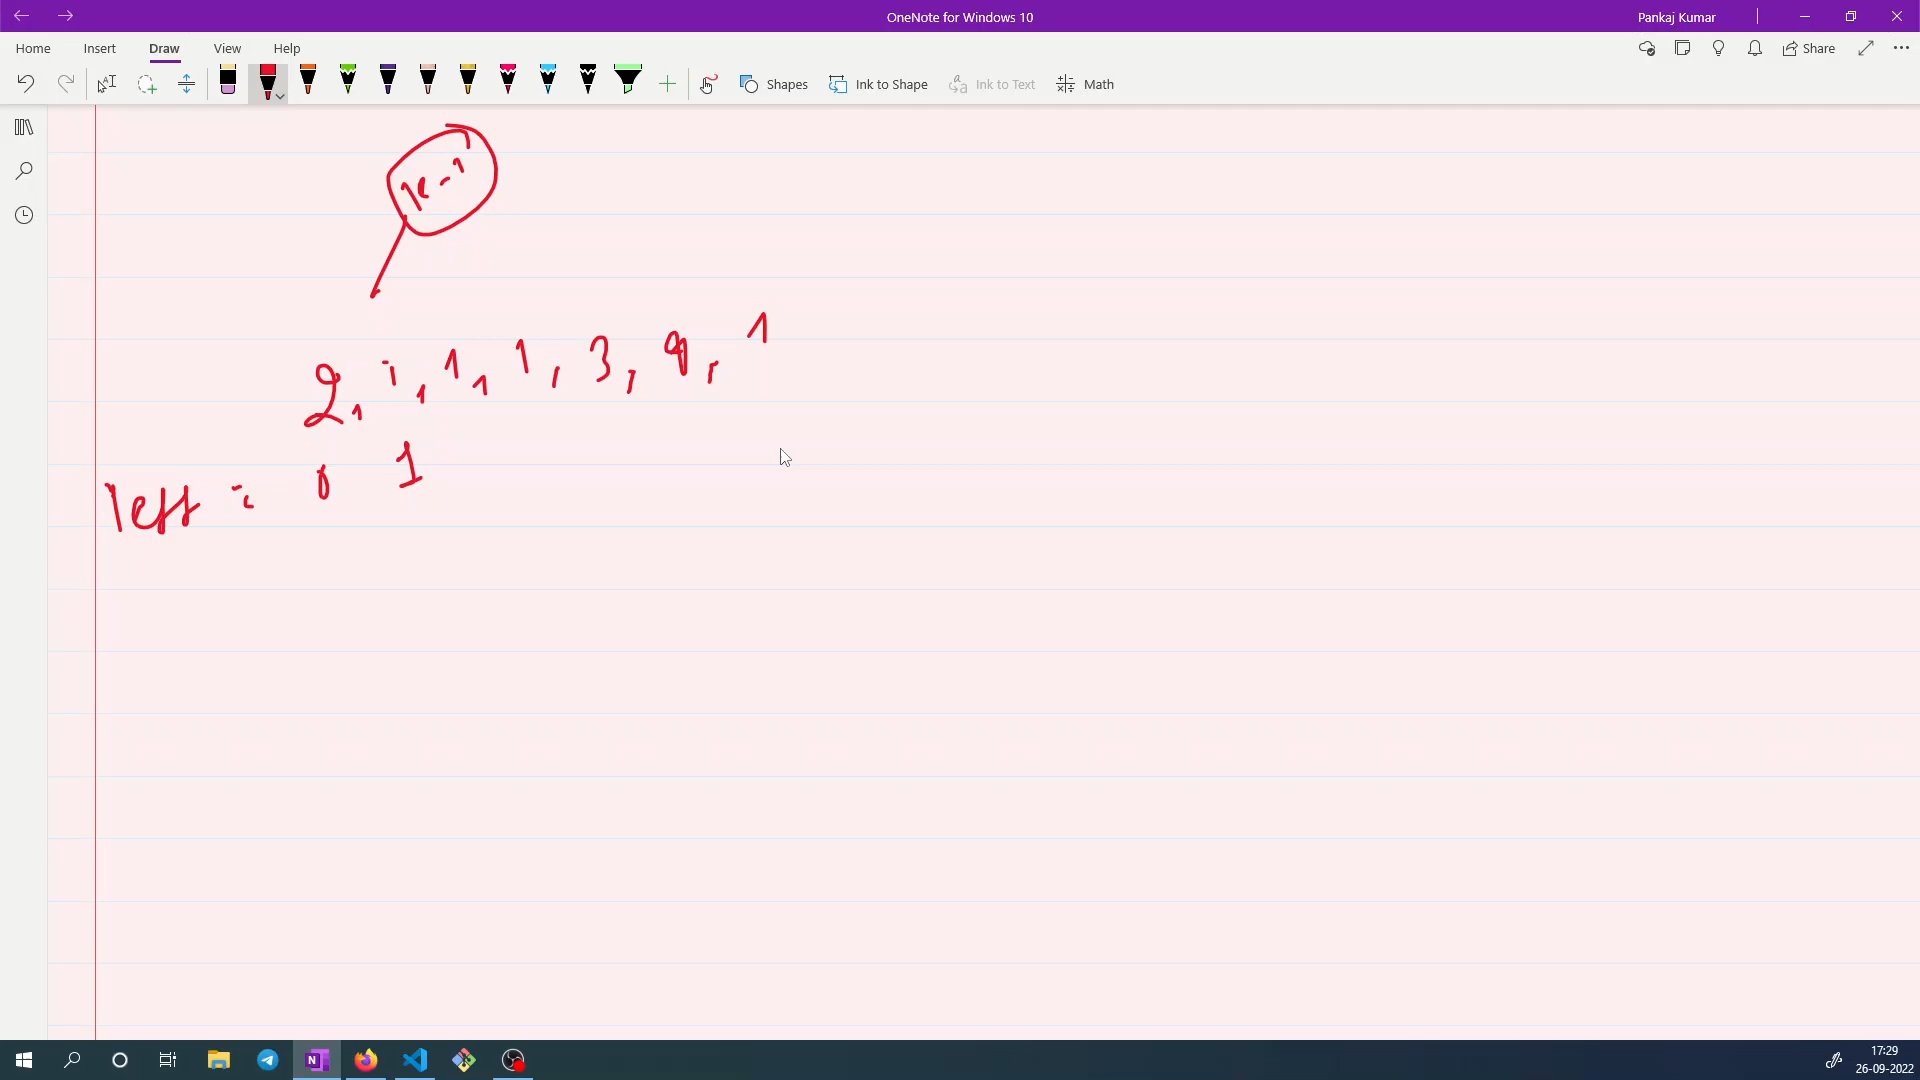 OneNote for Windows 10
Pankaj Kumar
Home Insert Draw View Help
Share
Shapes Ink to Shape Ink to Text Math
K-1
2, 1, 1, 1, 3, 4, 1
left = 0 1
17:29
26-09-2022